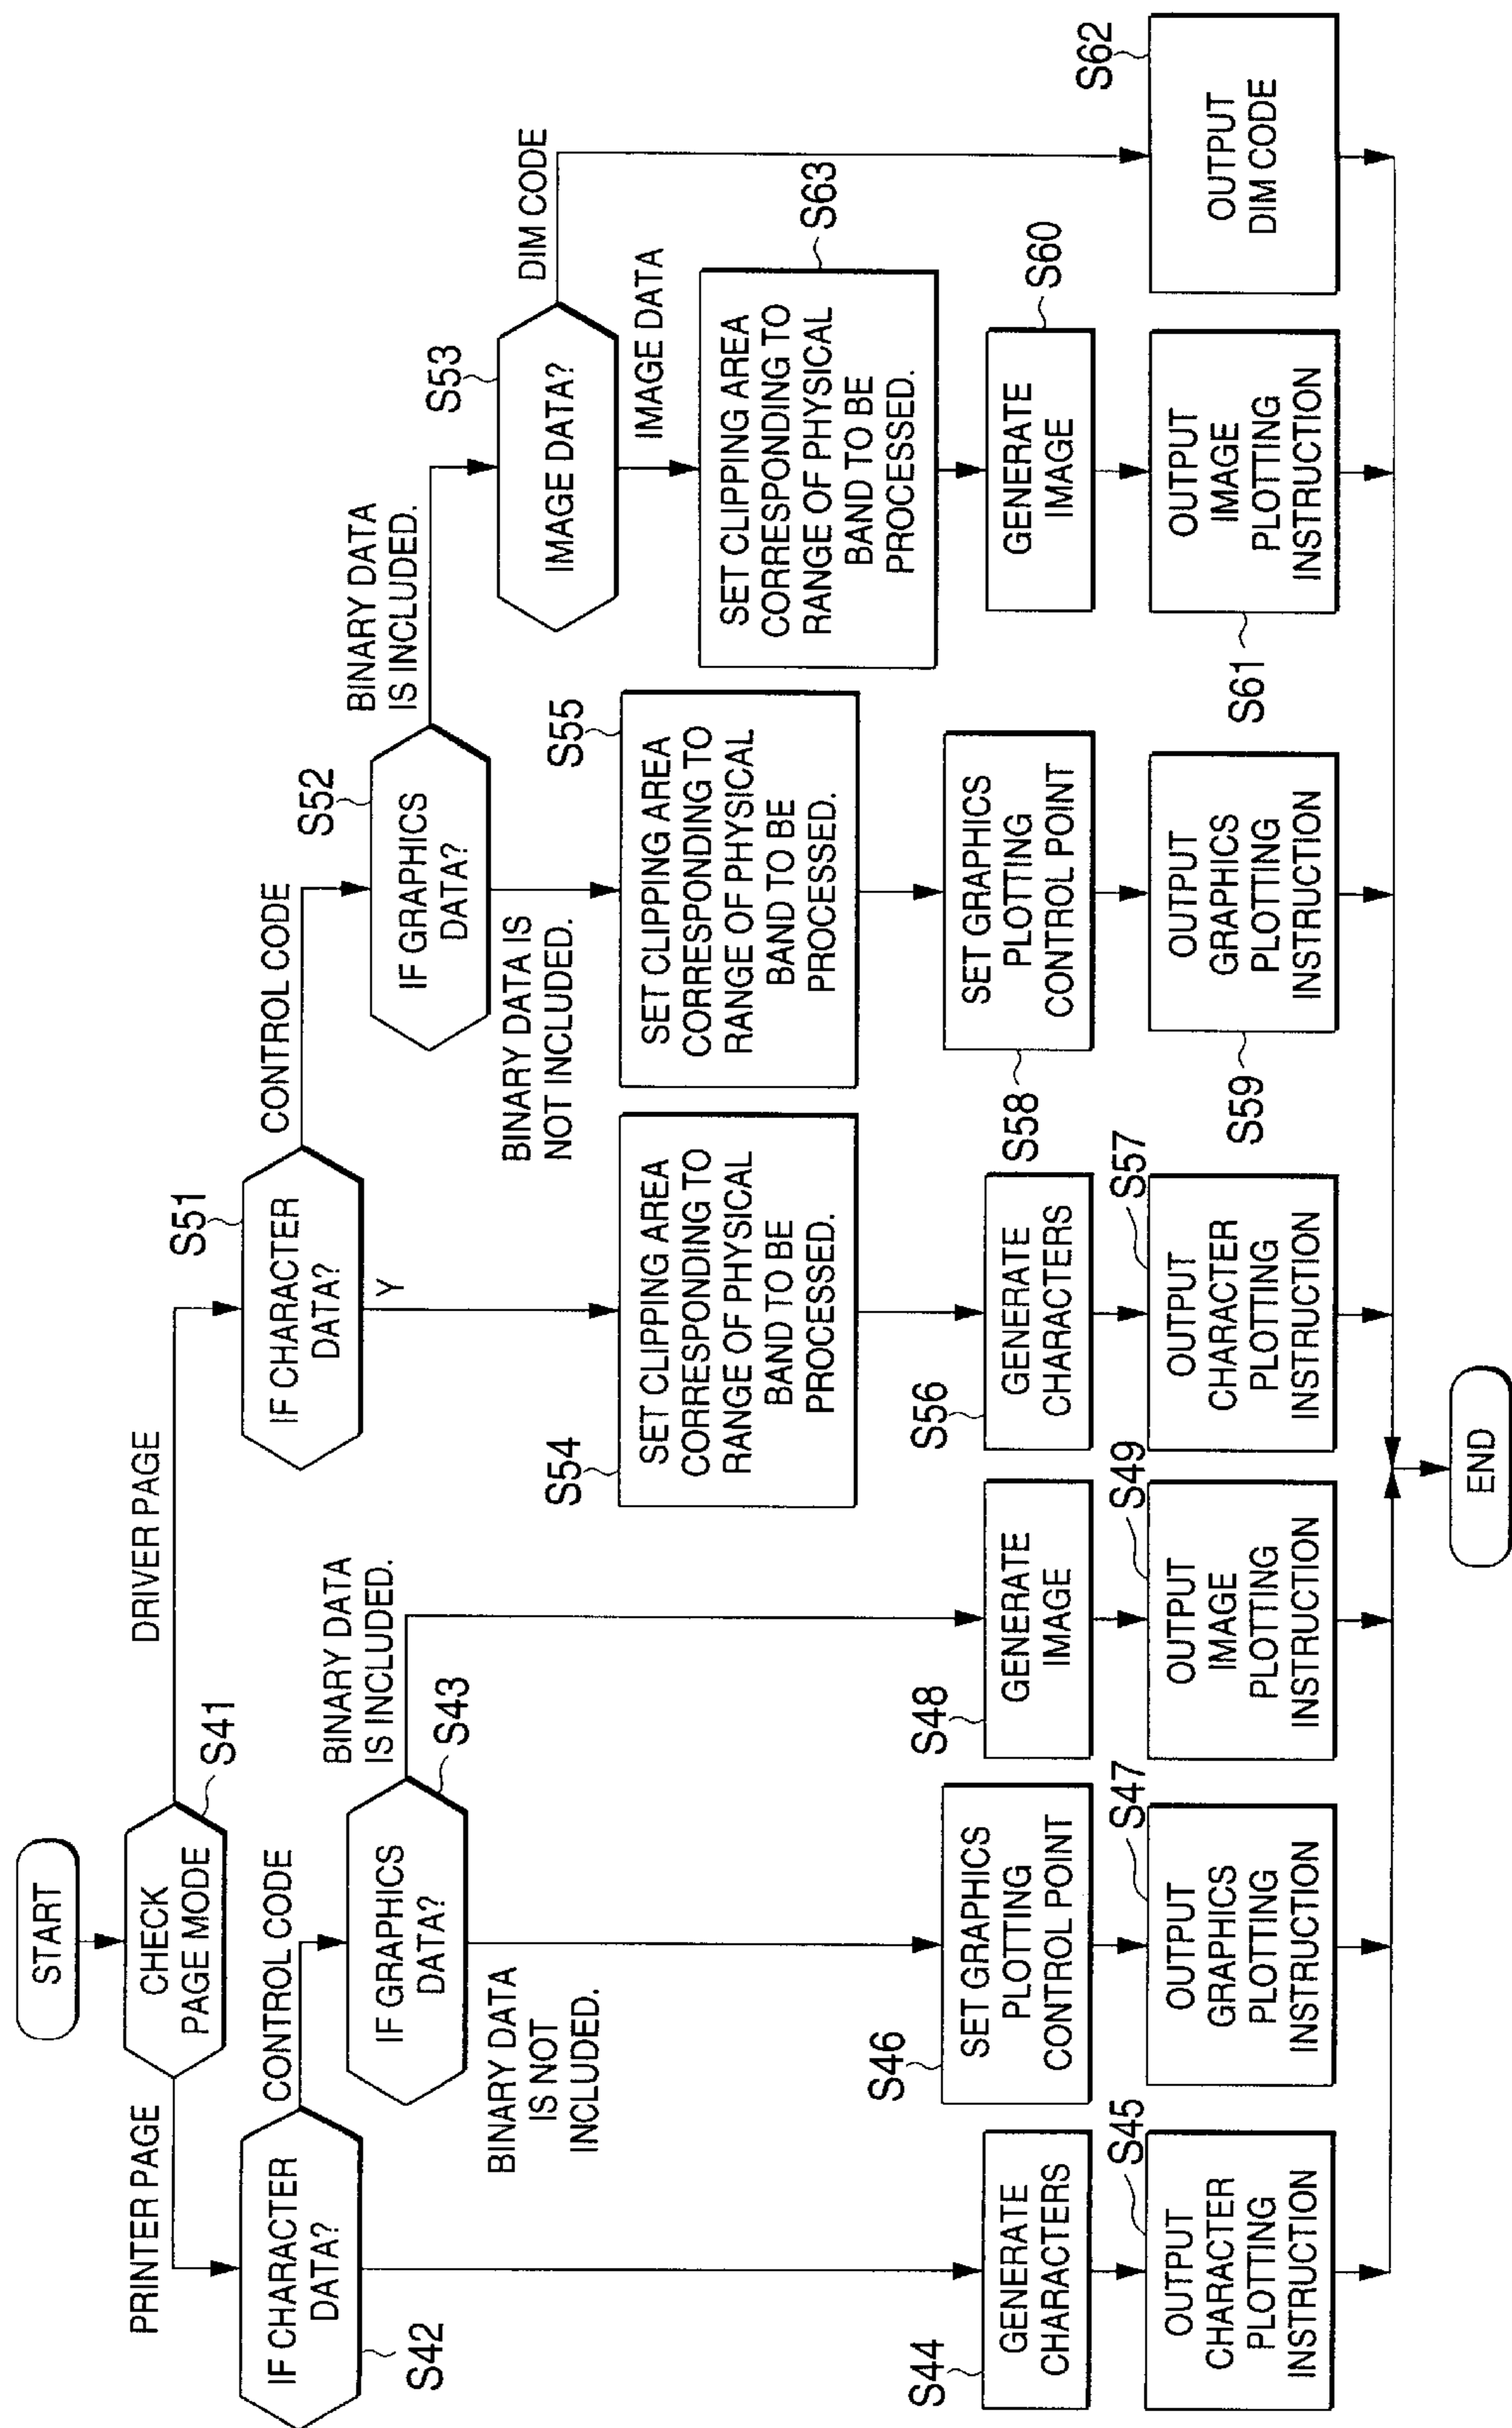 START
CHECK
PAGE MODE
S41
PRINTER PAGE
DRIVER PAGE
IF CHARACTER
DATA?
S42
CONTROL CODE
IF GRAPHICS
DATA?
S43
BINARY DATA
IS INCLUDED.
BINARY DATA
IS NOT
INCLUDED.
S44
GENERATE
CHARACTERS
S45
OUTPUT
CHARACTER
PLOTTING
INSTRUCTION
S46
SET GRAPHICS
PLOTTING
CONTROL POINT
S47
OUTPUT
GRAPHICS
PLOTTING
INSTRUCTION
S48
GENERATE
IMAGE
S49
OUTPUT
IMAGE
PLOTTING
INSTRUCTION
S51
IF CHARACTER
DATA?
Y
CONTROL CODE
S52
IF GRAPHICS
DATA?
BINARY DATA
IS INCLUDED.
BINARY DATA IS
NOT INCLUDED.
S53
IMAGE DATA?
DIM CODE
IMAGE DATA
S54
SET CLIPPING AREA
CORRESPONDING TO
RANGE OF PHYSICAL
BAND TO BE
PROCESSED.
S55
SET CLIPPING AREA
CORRESPONDING TO
RANGE OF PHYSICAL
BAND TO BE
PROCESSED.
S63
SET CLIPPING AREA
CORRESPONDING TO
RANGE OF PHYSICAL
BAND TO BE
PROCESSED.
S56
GENERATE
CHARACTERS
S57
OUTPUT
CHARACTER
PLOTTING
INSTRUCTION
S58
SET GRAPHICS
PLOTTING
CONTROL POINT
S59
OUTPUT
GRAPHICS
PLOTTING
INSTRUCTION
S60
GENERATE
IMAGE
S61
OUTPUT
IMAGE
PLOTTING
INSTRUCTION
S62
OUTPUT
DIM CODE
END